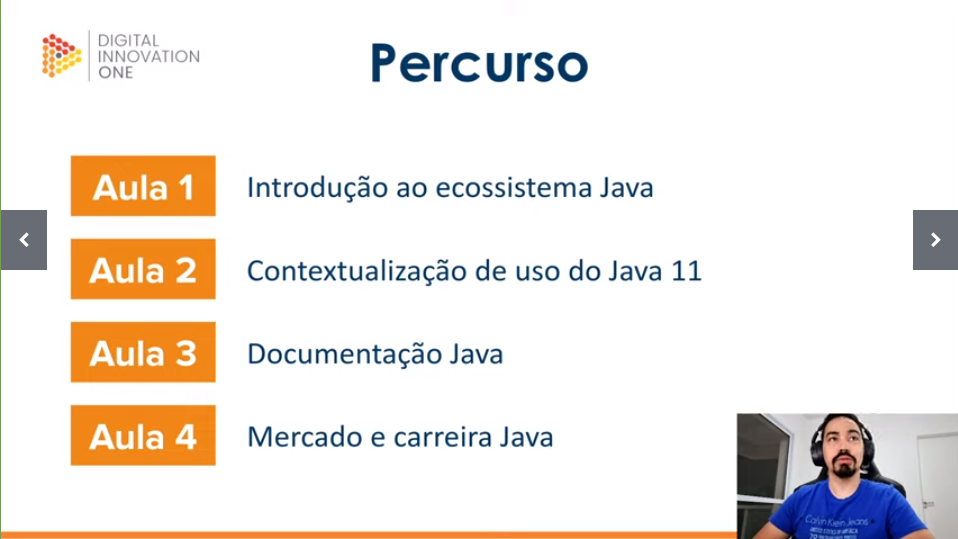 DIGITAL
INNOVATION
ONE
Percurso
Aula 1
Introdução ao ecossistema Java
Aula 2
Contextualização de uso do Java 11
Aula 3
Documentação Java
Aula 4
Mercado e carreira Java
Calvin Klein Jeans